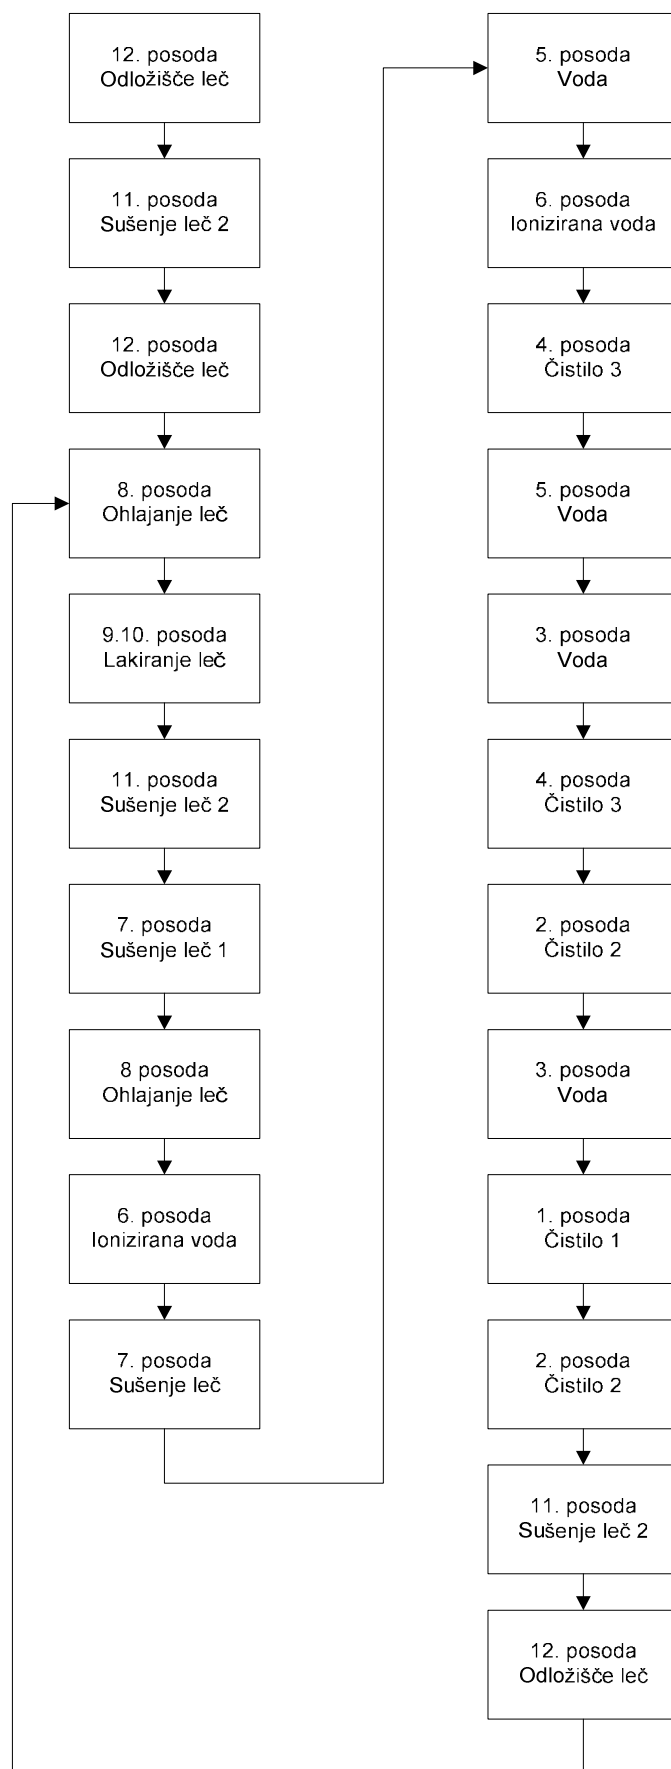 12. posoda
Odložišče leč
11. posoda
Sušenje leč 2
12. posoda
Odložišče leč
8. posoda
Ohlajanje leč
9.10. posoda
Lakiranje leč
11. posoda
Sušenje leč 2
7. posoda
Sušenje leč 1
8 posoda
Ohlajanje leč
6. posoda
Ionizirana voda
7. posoda
Sušenje leč
5. posoda
Voda
6. posoda
Ionizirana voda
4. posoda
Čistilo 3
5. posoda
Voda
3. posoda
Voda
4. posoda
Čistilo 3
2. posoda
Čistilo 2
3. posoda
Voda
1. posoda
Čistilo 1
2. posoda
Čistilo 2
11. posoda
Sušenje leč 2
12. posoda
Odložišče leč